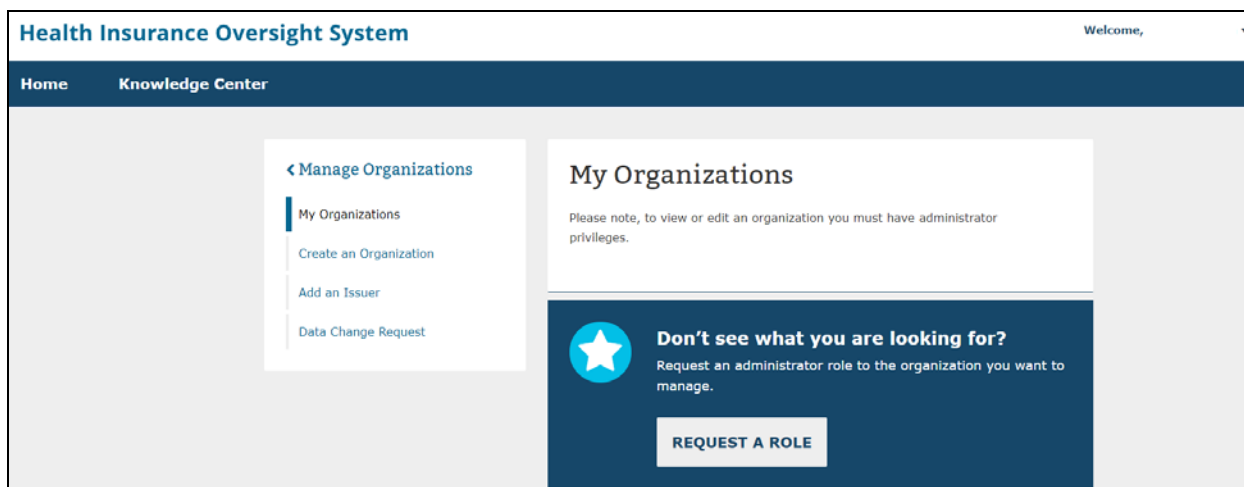 Health Insurance Oversight System
Welcome,
Home Knowledge Center
Manage Organizations
My Organizations
Create an Organization
Add an Issuer
Data Change Request
My Organizations
Please note, to view or edit an organization you must have administrator
privileges.
Don’t see what you are looking for?
Request an administrator role to the organization you want to
manage.
REQUEST A ROLE